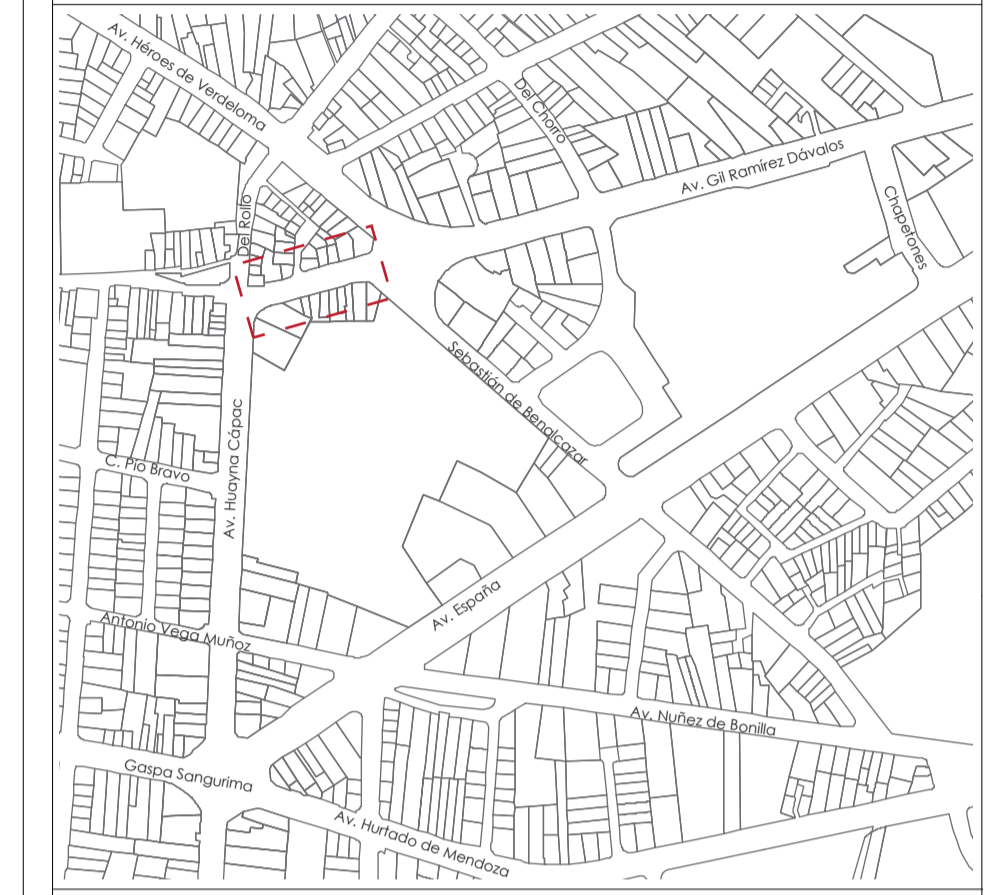 Av. Héroes de Verdeloma
Del Chorro
Av. Gil Ramírez Dávalos
Del Rollo
Chapetones
Sebastián de Benalcazar
Av. Huayna Cápac
C. Pío Bravo
Av. España
Antonio Vega Muñoz
Av. Nuñez de Bonilla
Gaspa Sangurima
Av. Hurtado de Mendoza